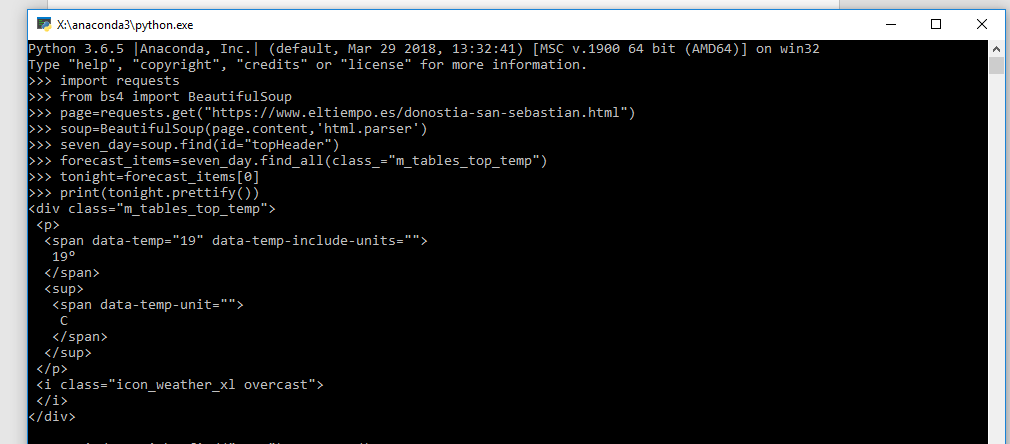 X:\anaconda3\python.exe
Python 3.6.5 |Anaconda, Inc.| (default, Mar 29 2018, 13:32:41) [MSC v.1900 64 bit (AMD64)] on win32
Type "help", "copyright", "credits" or "license" for more information.
>>> import requests
>>> from bs4 import BeautifulSoup
>>> page=requests.get("https://www.eltiempo.es/donostia-san-sebastian.html")
>>> soup=BeautifulSoup(page.content,'html.parser')
>>> seven_day=soup.find(id="topHeader")
>>> forecast_items=seven_day.find_all(class_="m_tables_top_temp")
>>> tonight=forecast_items[0]
>>> print(tonight.prettify())
<div class="m_tables_top_temp">
 <p>
  <span data-temp="19" data-temp-include-units="">
   19º
  </span>
  <sup>
   <span data-temp-unit="">
    C
   </span>
  </sup>
 </p>
 <i class="icon_weather_xl overcast">
 </i>
</div>